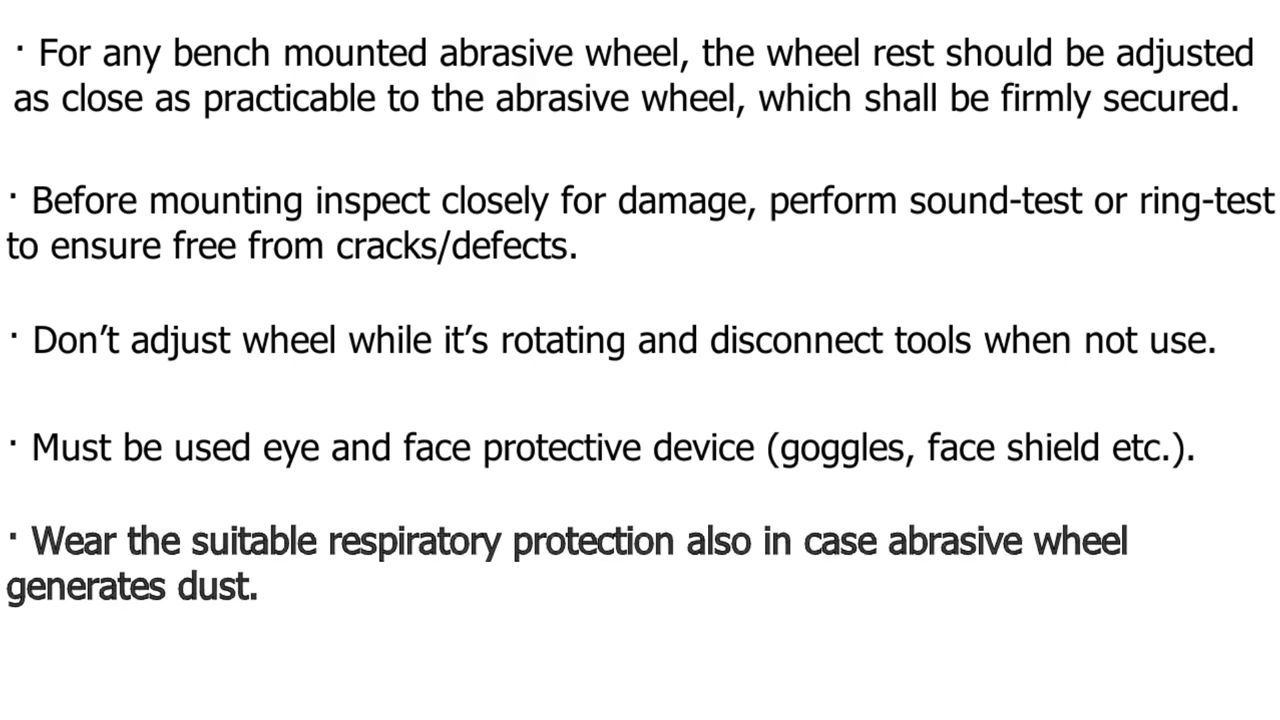 · For any bench mounted abrasive wheel, the wheel rest should be adjusted
as close as practicable to the abrasive wheel, which shall be firmly secured.
· Before mounting inspect closely for damage, perform sound-test or ring-test
to ensure free from cracks/defects.
· Don’t adjust wheel while it’s rotating and disconnect tools when not use.
· Must be used eye and face protective device (goggles, face shield etc.).
· Wear the suitable respiratory protection also in case abrasive wheel
generates dust.